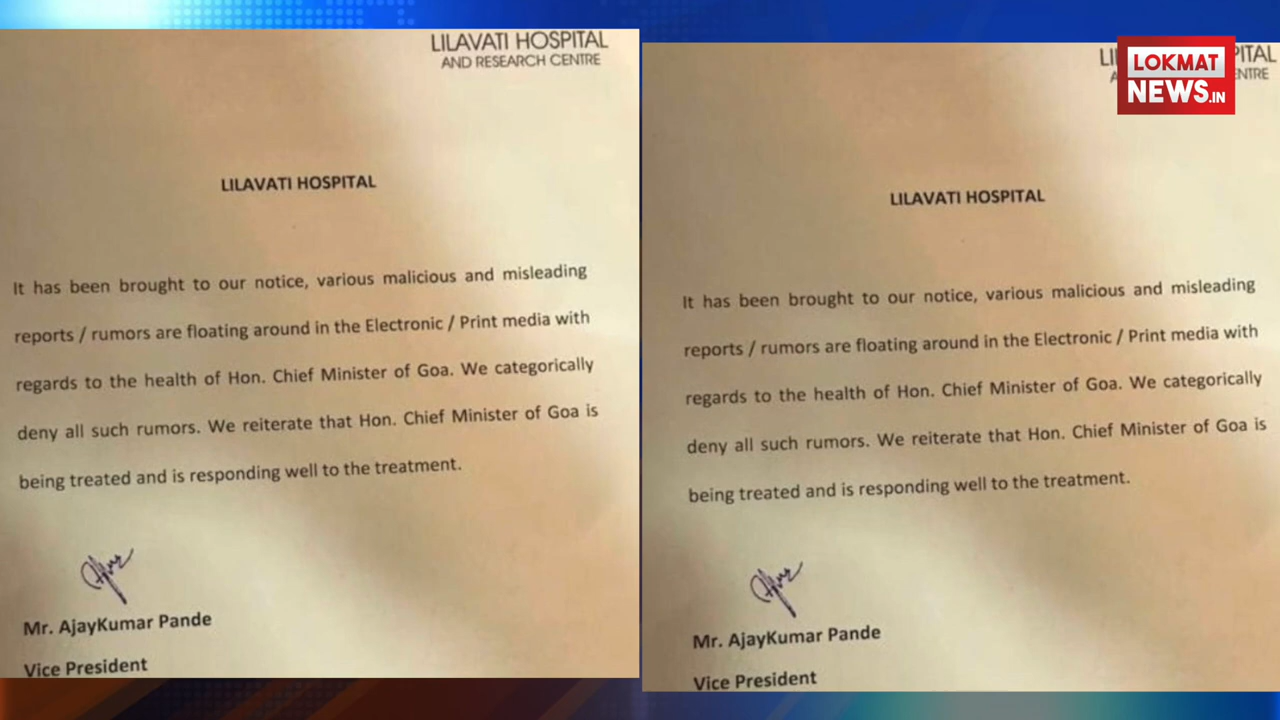 LILAVATI HOSPITAL
AND RESEARCH CENTRE
LILAVATI HOSPITAL
It has been brought to our notice, various malicious and misleading
reports / rumors are floating around in the Electronic / Print media with
regards to the health of Hon. Chief Minister of Goa. We categorically
deny all such rumors. We reiterate that Hon. Chief Minister of Goa is
being treated and is responding well to the treatment.
Mr. AjayKumar Pande
Vice President
LOKMAT
NEWS.IN
LILAVATI HOSPITAL
It has been brought to our notice, various malicious and misleading
reports / rumors are floating around in the Electronic / Print media with
regards to the health of Hon. Chief Minister of Goa. We categorically
deny all such rumors. We reiterate that Hon. Chief Minister of Goa is
being treated and is responding well to the treatment.
Mr. AjayKumar Pande
Vice President